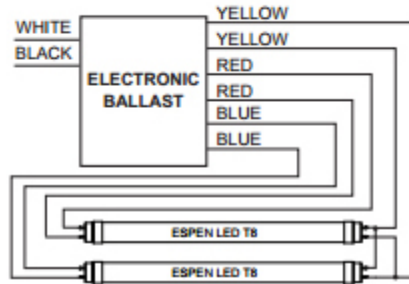 WHITE
BLACK
ELECTRONIC
BALLAST
YELLOW
YELLOW
RED
RED
BLUE
BLUE
ESPEN LED T8
ESPEN LED T8